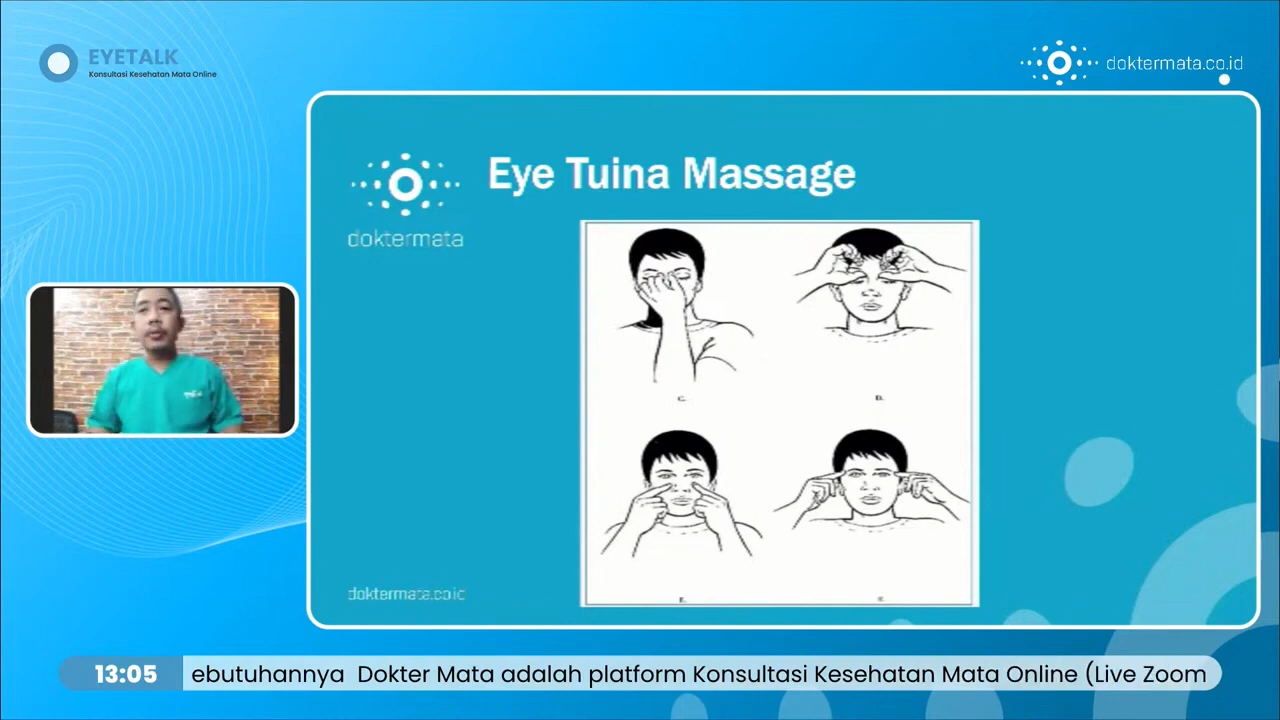 EYETALK
Konsultasi Kesehatan Mata Online
doktermata.co.id
Eye Tuina Massage
doktermata
C.
D.
E.
doktermata.co.id
13:05
ebutuhannya Dokter Mata adalah platform Konsultasi Kesehatan Mata Online (Live Zoom